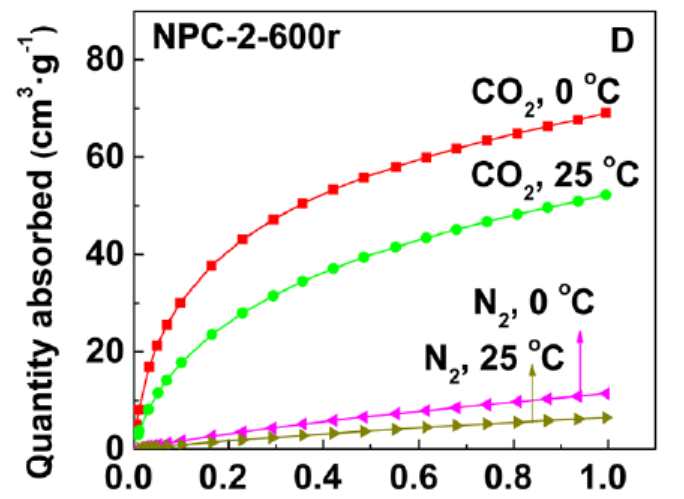 NPC-2-600r
D
Quantity absorbed (cm³·g⁻¹)
80
60
40
20
0
CO₂, 0 °C
CO₂, 25 °C
N₂, 0 °C
N₂, 25 °C
0.0 0.2 0.4 0.6 0.8 1.0